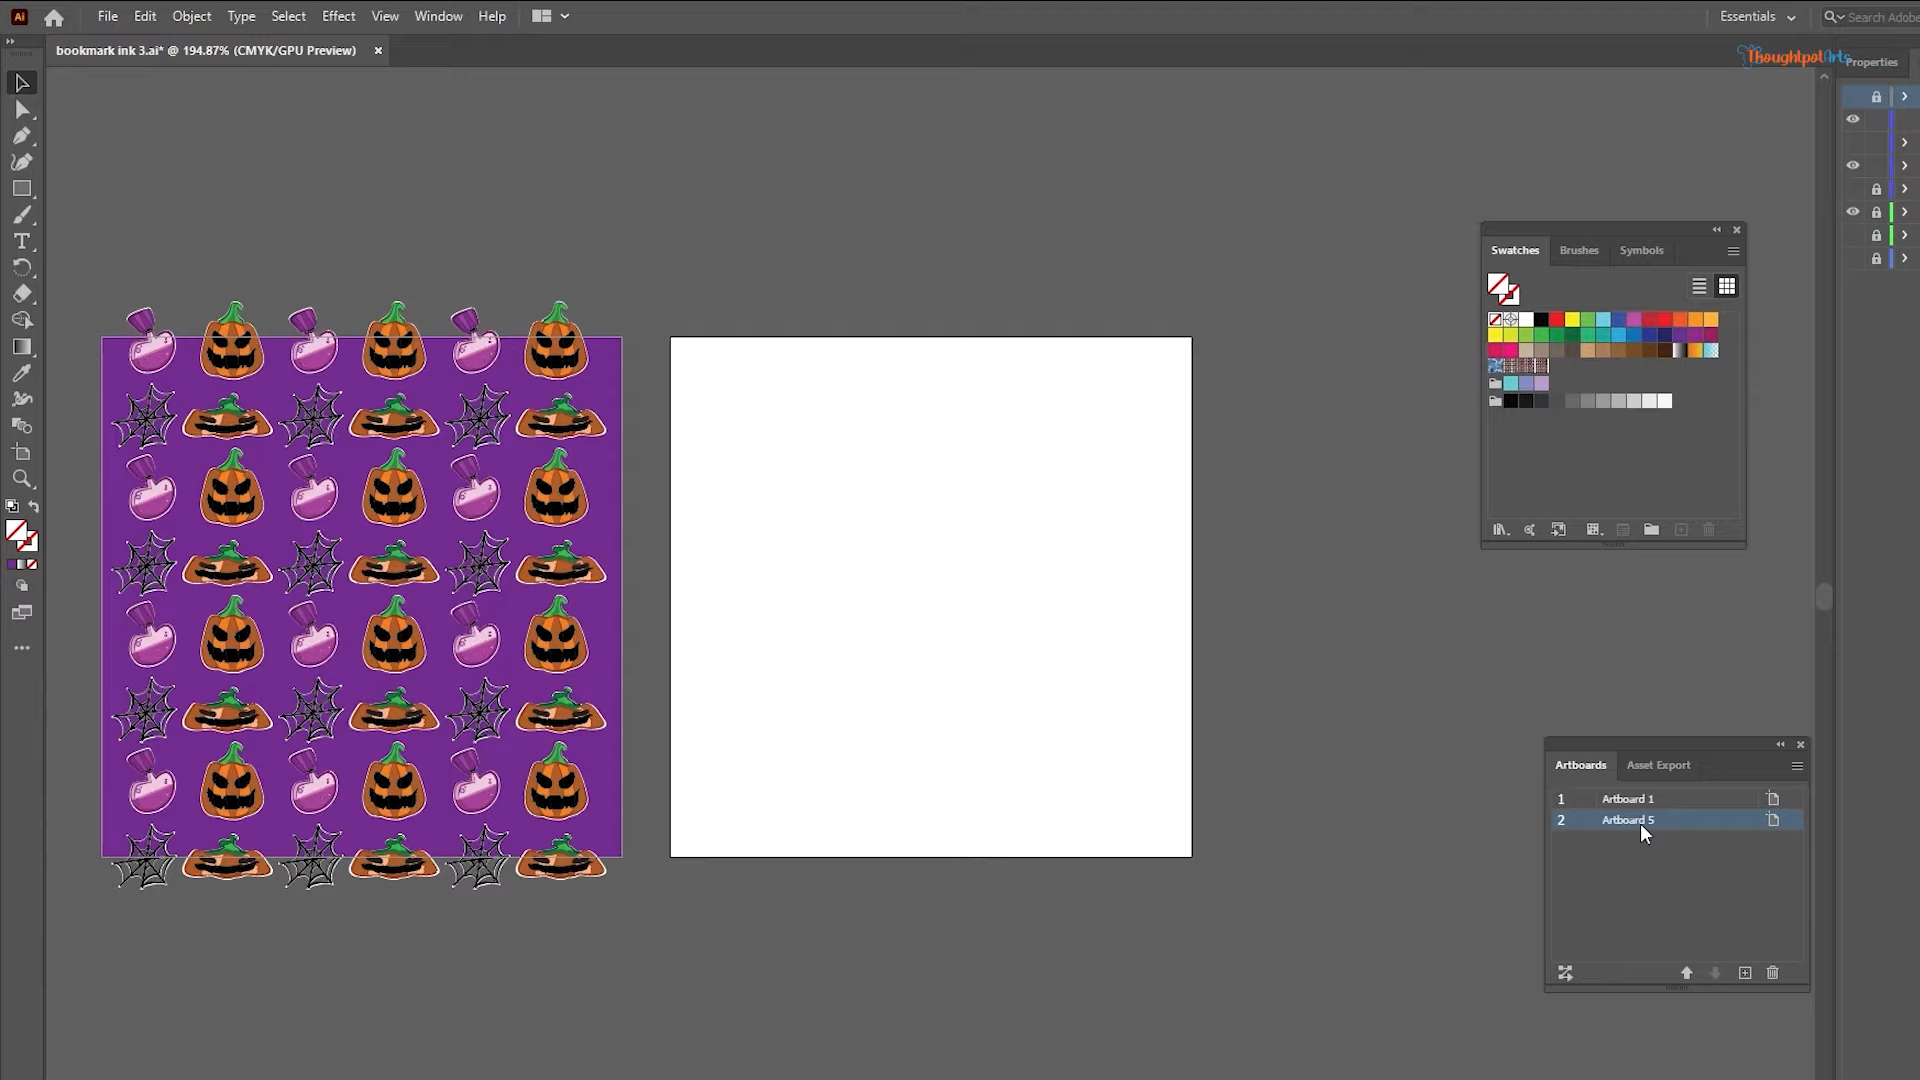 Ai File Edit Object Type Select Effect View Window Help
Essentials
Search Adobe
bookmark ink 3.ai* @ 194.87% (CMYK/GPU Preview)
ThoughtpotArts
Properties
Swatches Brushes Symbols
Artboards Asset Export
1 Artboard 1
2 Artboard 5